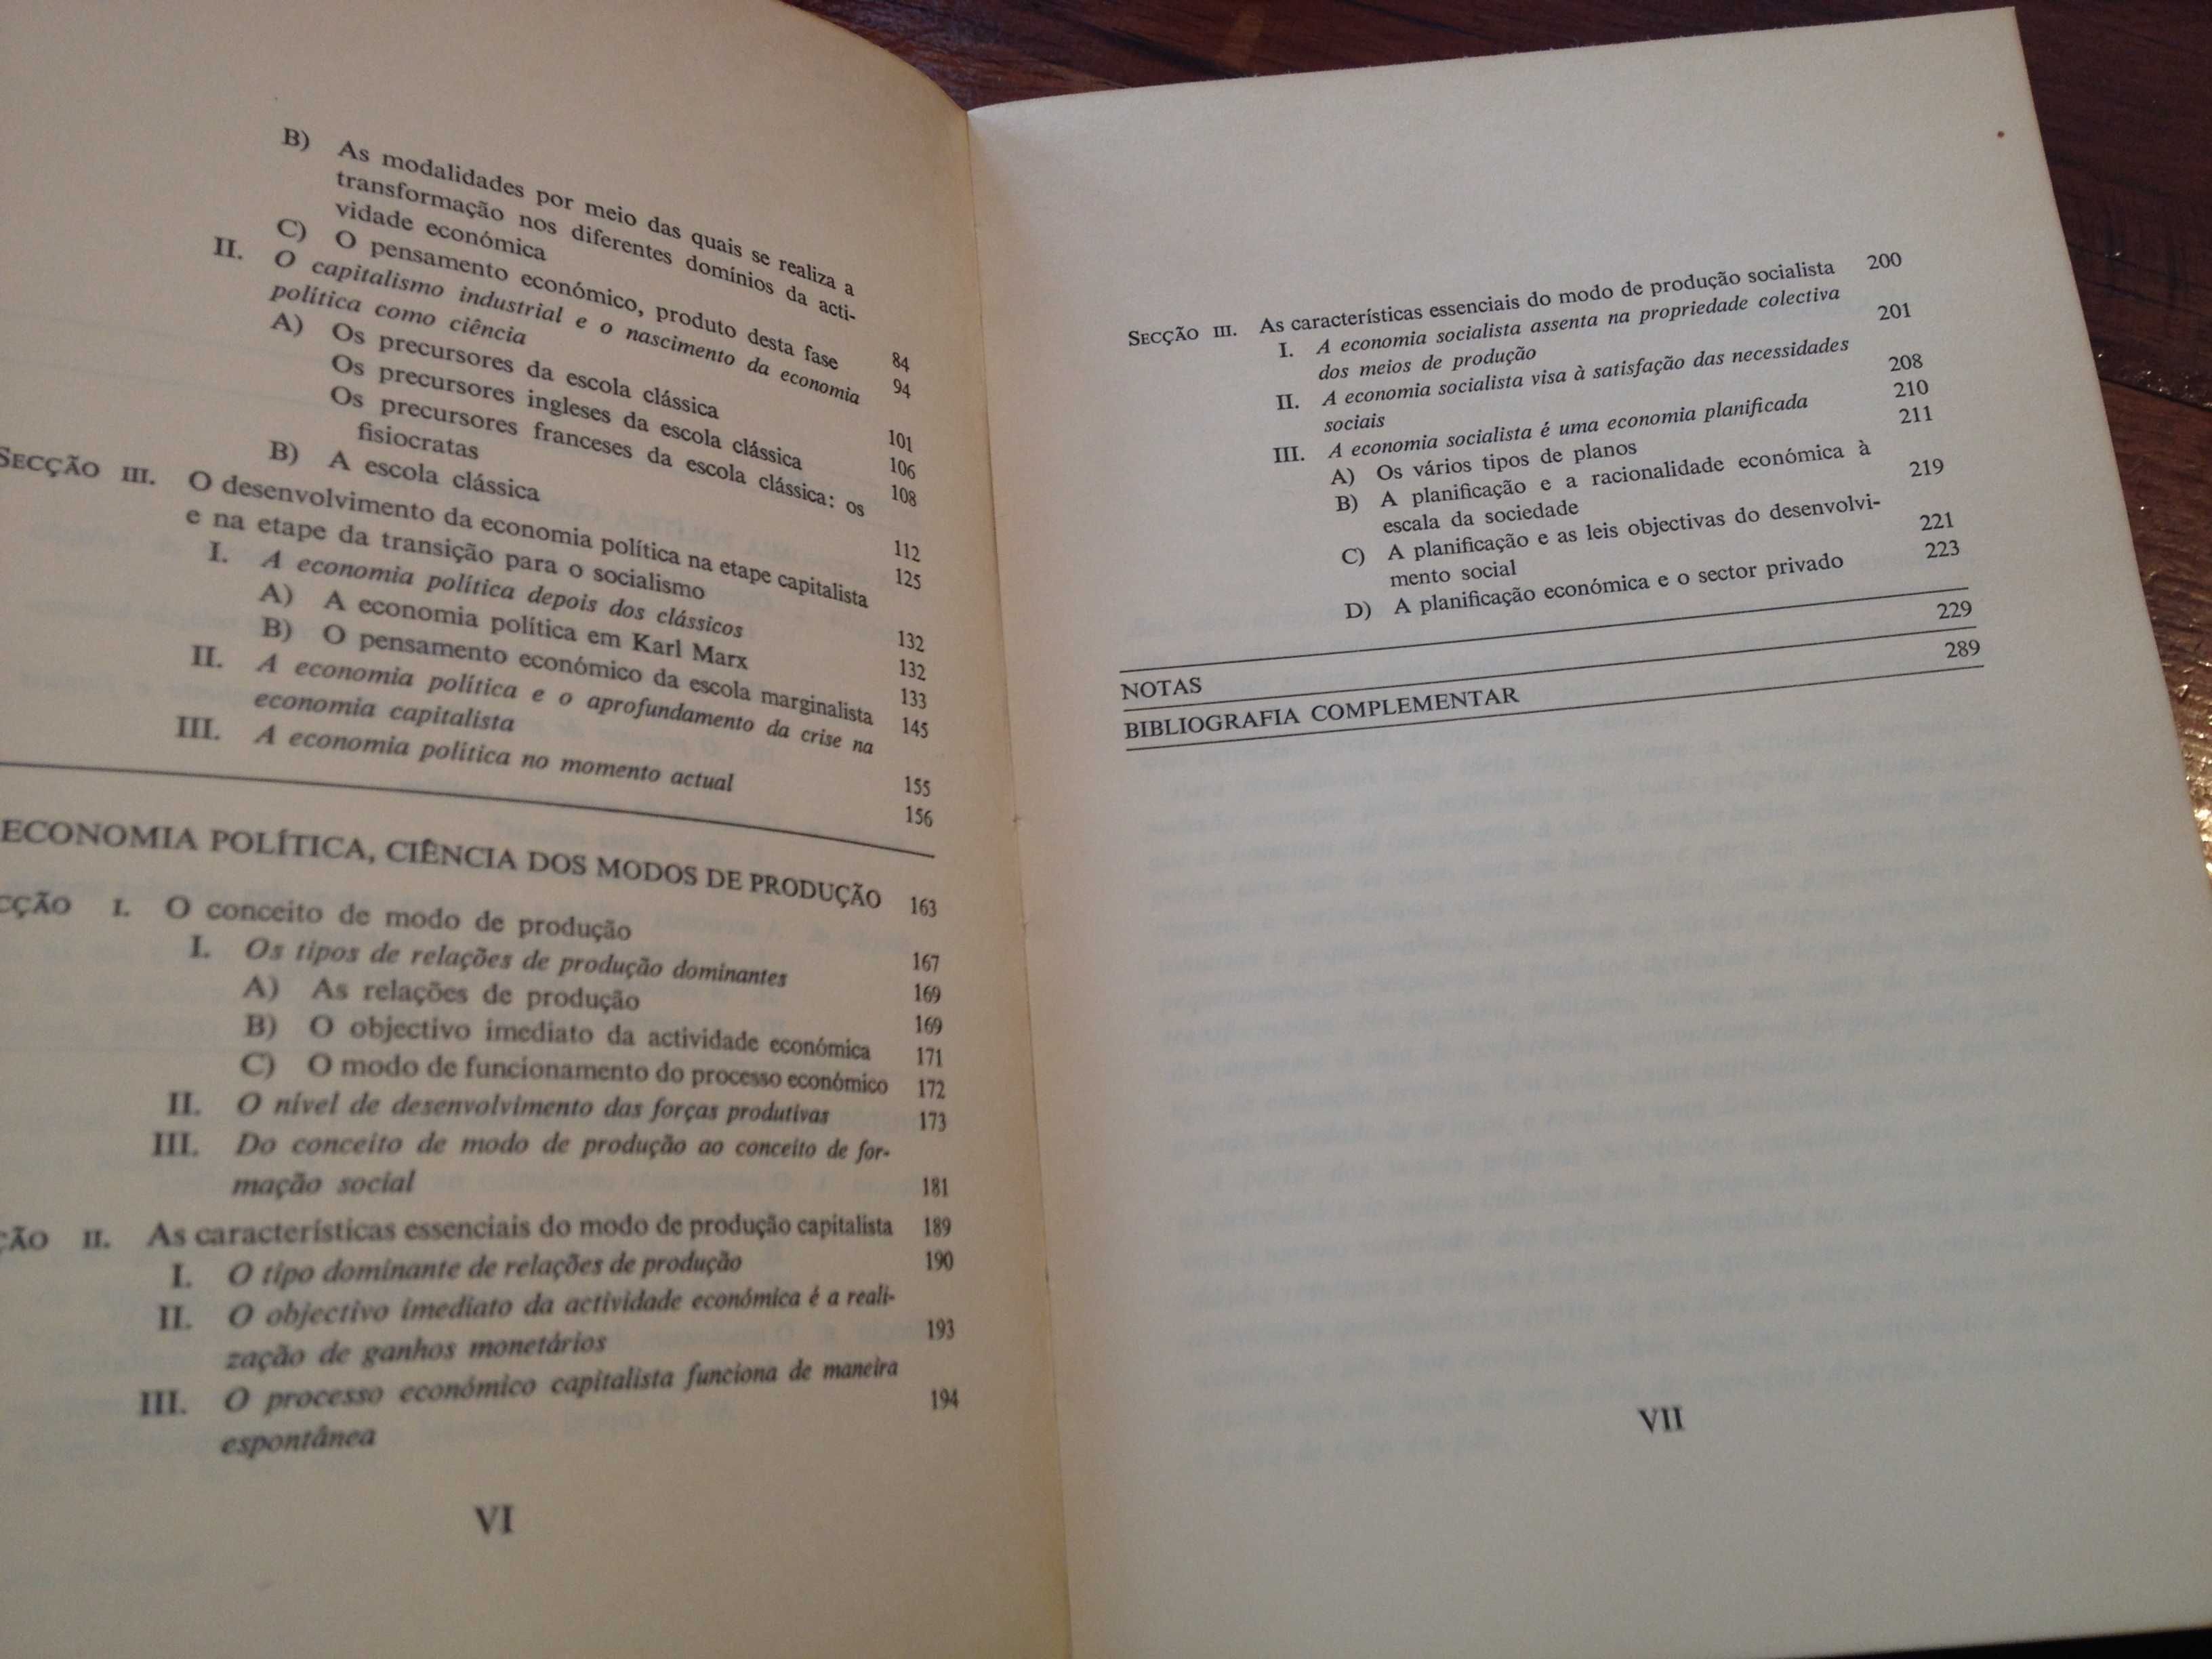 B) As modalidades por meio das quais se realiza a
transformação nos diferentes domínios da acti-
vidade económica 84
C) O pensamento económico, produto desta fase 94
II. O capitalismo industrial e o nascimento da economia
política como ciência 101
A) Os precursores da escola clássica 106
Os precursores ingleses da escola clássica 108
Os precursores franceses da escola clássica: os
fisiocratas 112
B) A escola clássica 125
SECÇÃO III. O desenvolvimento da economia política na etape capitalista
e na etape da transição para o socialismo 132
I. A economia política depois dos clássicos 132
A) A economia política em Karl Marx 133
B) O pensamento económico da escola marginalista 145
II. A economia política e o aprofundamento da crise na
economia capitalista 155
III. A economia política no momento actual 156
ECONOMIA POLÍTICA, CIÊNCIA DOS MODOS DE PRODUÇÃO 163
CÇÃO I. O conceito de modo de produção 167
I. Os tipos de relações de produção dominantes 169
A) As relações de produção 169
B) O objectivo imediato da actividade económica 171
C) O modo de funcionamento do processo económico 172
II. O nível de desenvolvimento das forças produtivas 173
III. Do conceito de modo de produção ao conceito de for-
mação social 181
ÇÃO II. As características essenciais do modo de produção capitalista 189
I. O tipo dominante de relações de produção 190
II. O objectivo imediato da actividade económica é a reali-
zação de ganhos monetários 193
III. O processo económico capitalista funciona de maneira
espontânea 194
VI
SECÇÃO III. As características essenciais do modo de produção socialista 200
I. A economia socialista assenta na propriedade colectiva
dos meios de produção 201
II. A economia socialista visa à satisfação das necessidades
sociais 208
III. A economia socialista é uma economia planificada 210
A) Os vários tipos de planos 211
B) A planificação e a racionalidade económica à
escala da sociedade 219
C) A planificação e as leis objectivas do desenvolvi-
mento social 221
D) A planificação económica e o sector privado 223
NOTAS 229
BIBLIOGRAFIA COMPLEMENTAR 289
VII